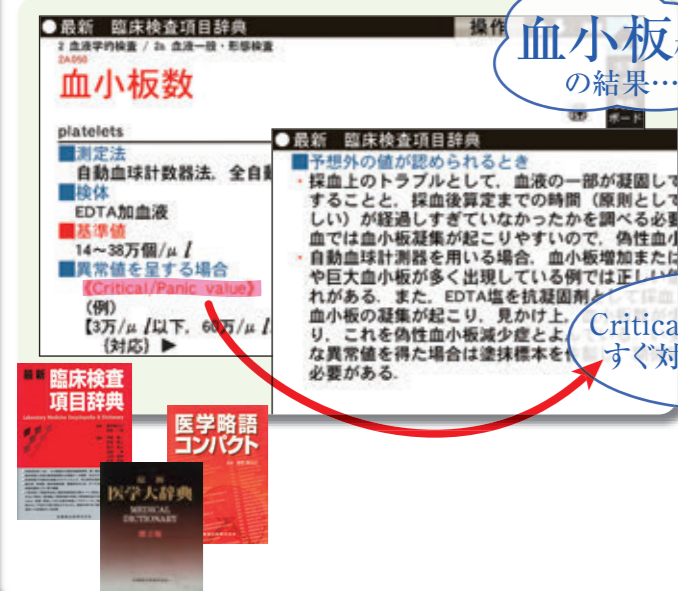 ●最新 臨床検査項目辞典
操作
2 血液学的検査 / 2a 血液一般・形態検査
2A050
血小板数
platelets
■測定法
自動血球計数器法，全自動
■検体
EDTA加血液
■基準値
14～38万個/μl
■異常値を呈する場合
《Critical/Panic value》
(例)
【3万/μl以下，60万/μl
{対応}▶
血小板
の結果…
ボード
●最新 臨床検査項目辞典
■予想外の値が認められるとき
・採血上のトラブルとして，血液の一部が凝固して
することと，採血後算定までの時間（原則として
しい）が経過しすぎていなかったかを調べる必要
血では血小板凝集が起こりやすいので，偽性血小
・自動血球計測器を用いる場合，血小板増加または
や巨大血小板が多く出現している例では正しい
れがある．また，EDTA塩を抗凝固剤として採血
血小板の凝集が起こり，見かけ上，
り，これを偽性血小板減少症とよ
な異常値を得た場合は塗抹標本を
必要がある．
Critica
すぐ対
最新 臨床検査
項目辞典
Laboratory Medicine Encyclopedia & Dictionary
医学略語
コンパクト
最新
医学大辞典
MEDICAL
DICTIONARY
第3版